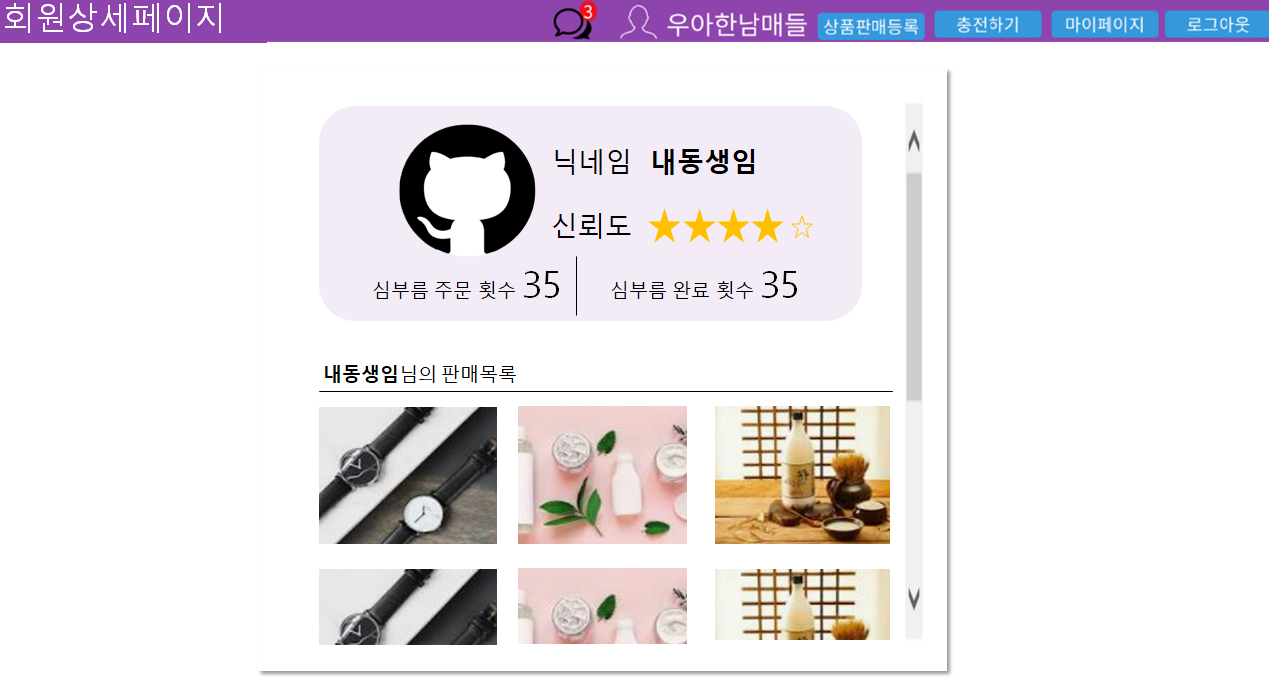 회원상세페이지
3 우아한남매들 상품판매등록 충전하기 마이페이지 로그아웃
닉네임 내동생임
신뢰도 ★★★★☆
심부름 주문 횟수 35 심부름 완료 횟수 35
내동생임님의 판매목록